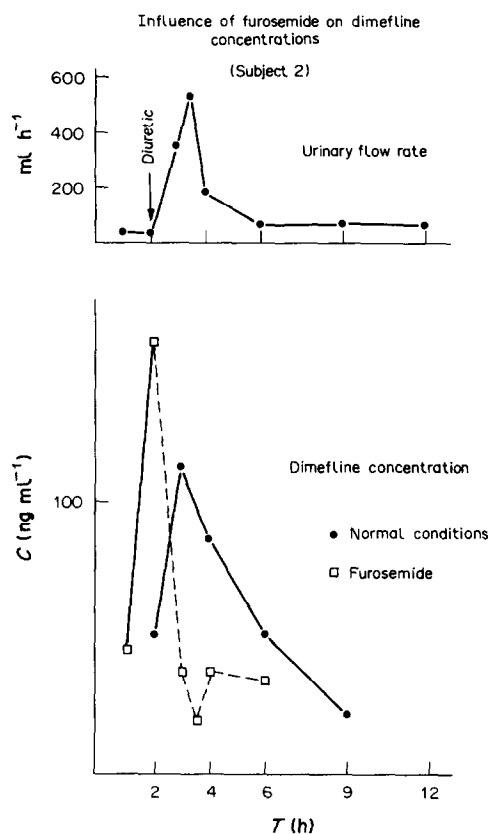 Influence of furosemide on dimefline
concentrations
(Subject 2)
600
400
200
ml h⁻¹
Diuretic
Urinary flow rate
C (ng ml⁻¹)
100
Dimefline concentration
Normal conditions
Furosemide
2 4 6 9 12
T (h)